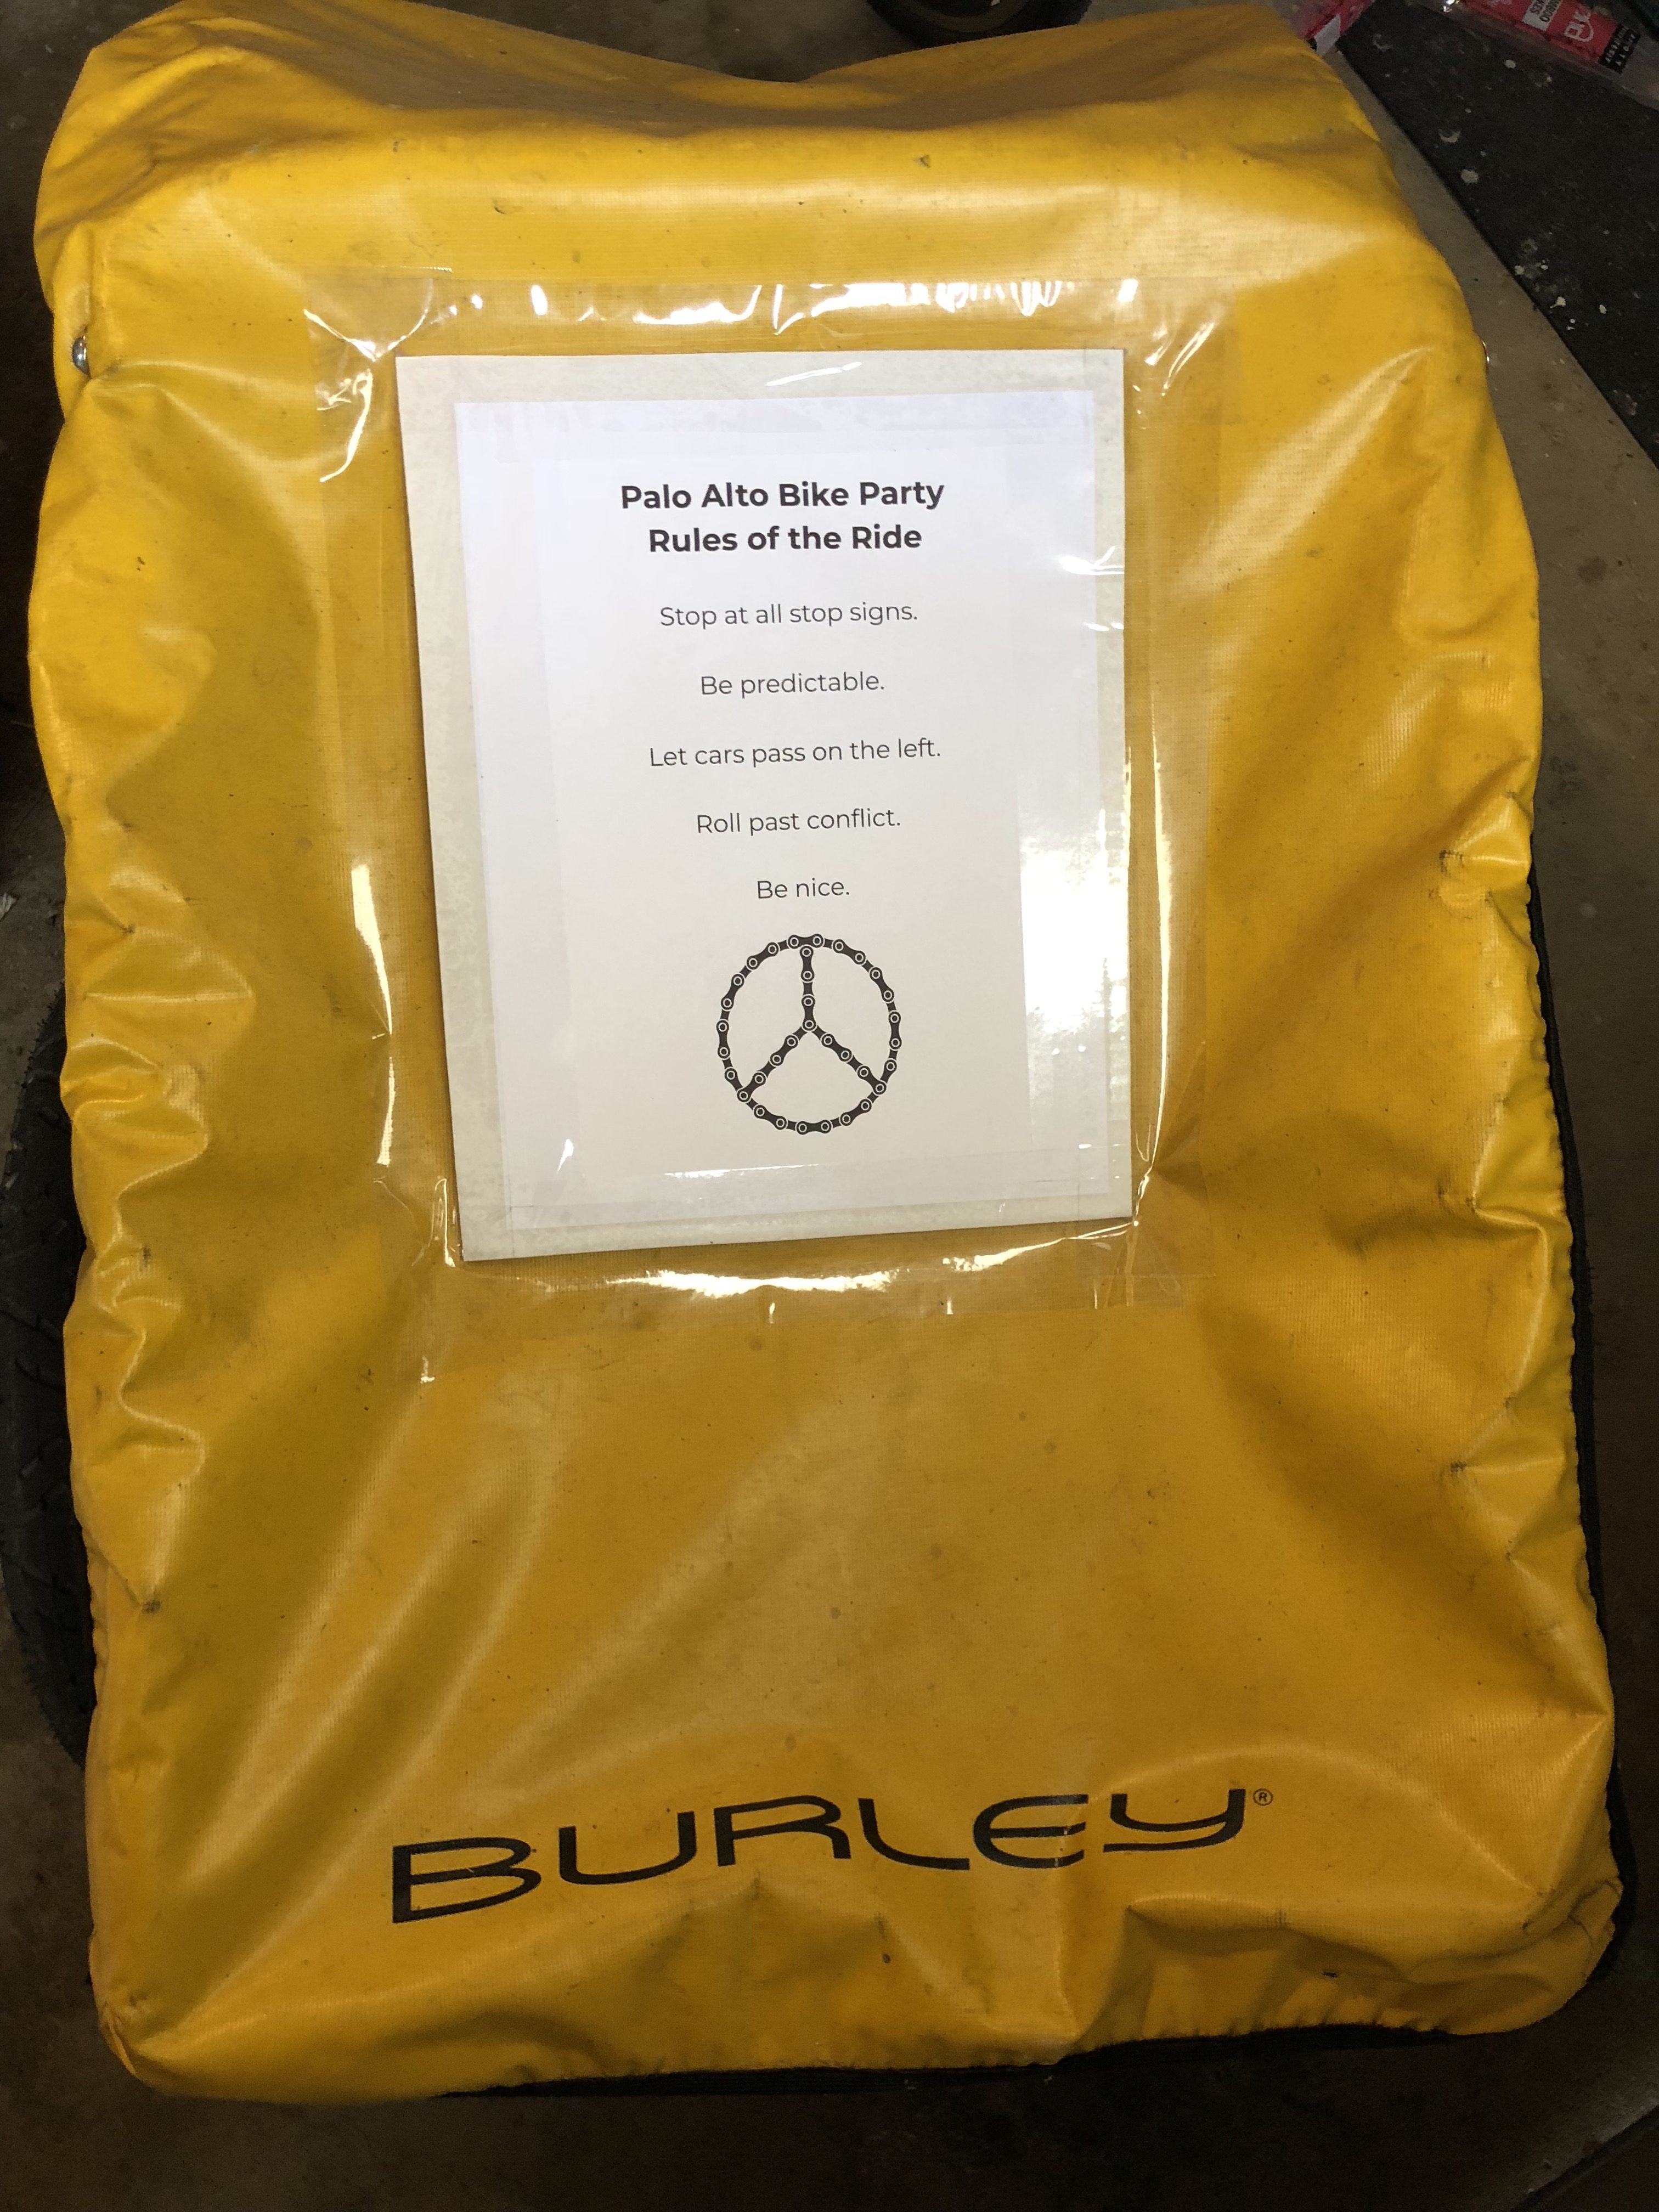 Palo Alto Bike Party
Rules of the Ride
Stop at all stop signs.
Be predictable.
Let cars pass on the left.
Roll past conflict.
Be nice.
BURLEY®